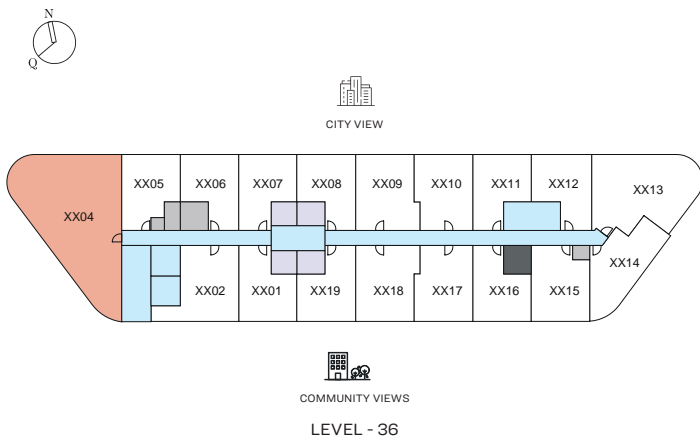 N
Q
CITY VIEW
XX05 XX06 XX07 XX08 XX09 XX10 XX11 XX12 XX13
XX04
XX14
XX02 XX01 XX19 XX18 XX17 XX16 XX15
COMMUNITY VIEWS
LEVEL - 36